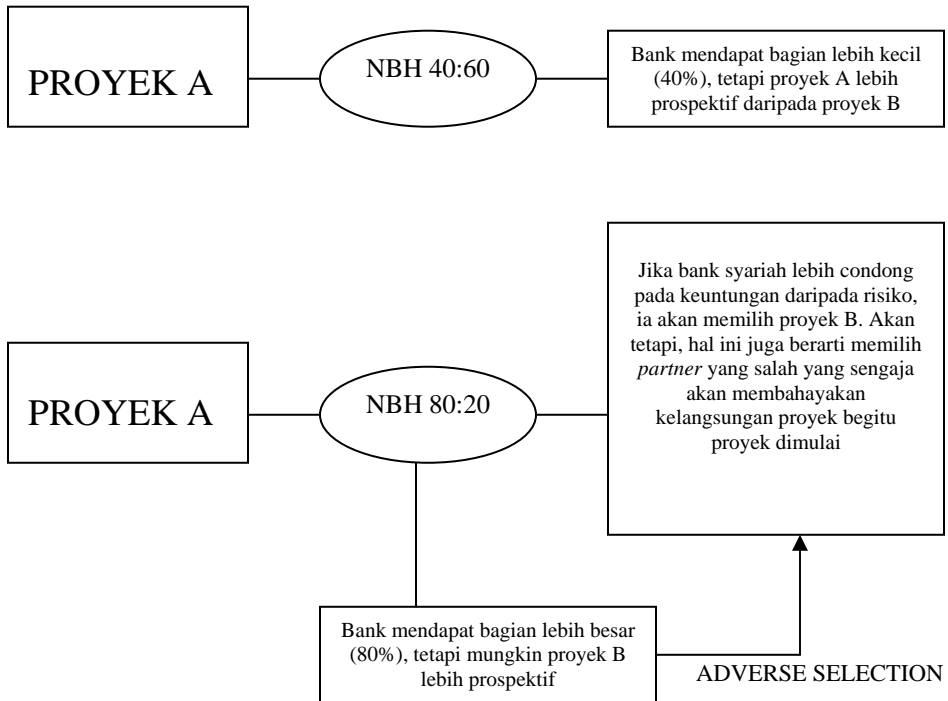 PROYEK A
NBH 40:60
Bank mendapat bagian lebih kecil
(40%), tetapi proyek A lebih
prospektif daripada proyek B
PROYEK A
NBH 80:20
Jika bank syariah lebih condong
pada keuntungan daripada risiko,
ia akan memilih proyek B. Akan
tetapi, hal ini juga berarti memilih
partner yang salah yang sengaja
akan membahayakan
kelangsungan proyek begitu
proyek dimulai
Bank mendapat bagian lebih besar
(80%), tetapi mungkin proyek B
lebih prospektif
ADVERSE SELECTION